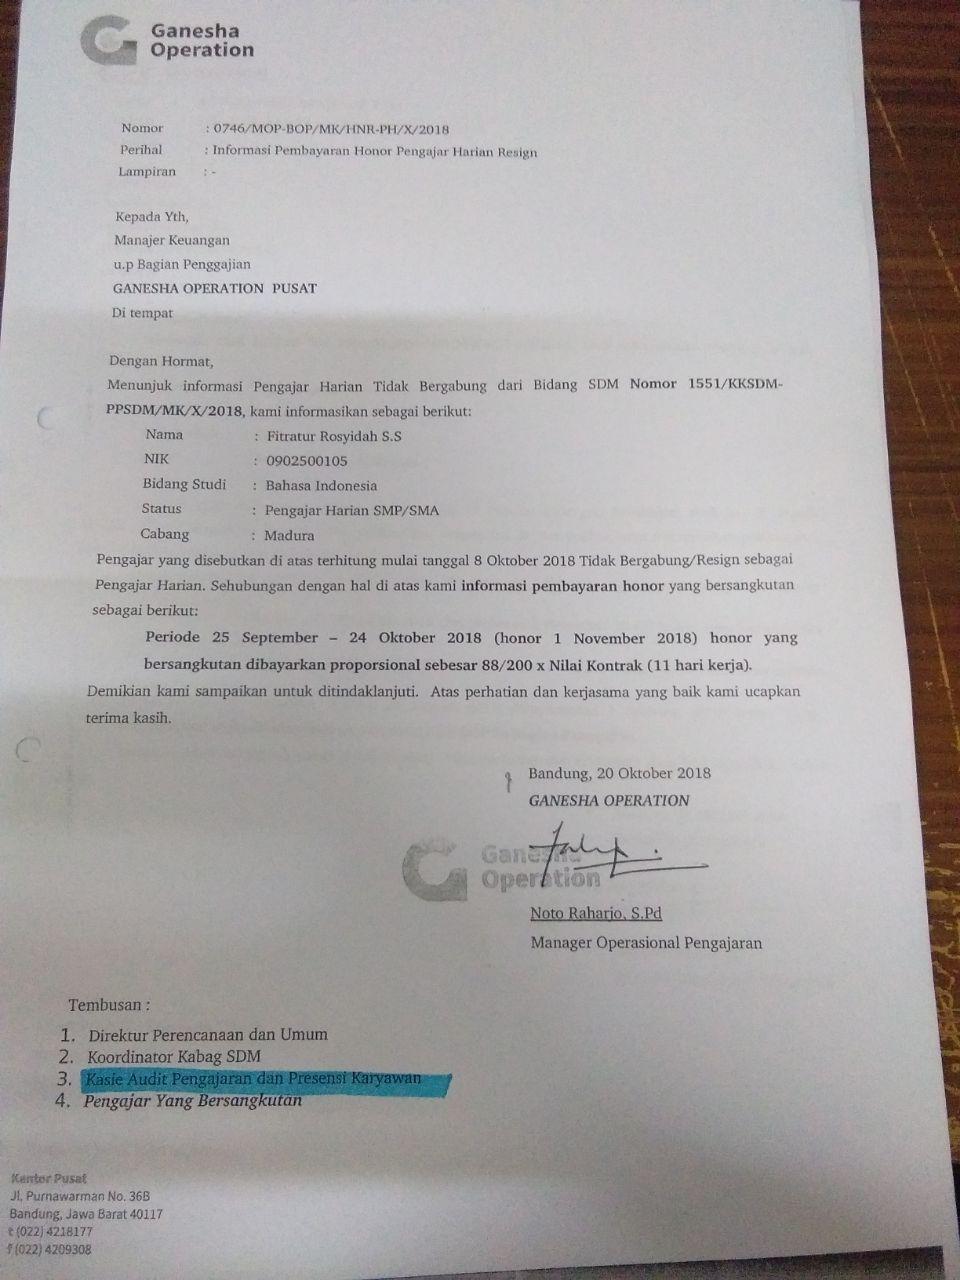 Ganesha
Operation
Nomor : 0746/MOP-BOP/MK/HNR-PH/X/2018
Perihal : Informasi Pembayaran Honor Pengajar Harian Resign
Lampiran : -
Kepada Yth,
Manajer Keuangan
u.p Bagian Penggajian
GANESHA OPERATION PUSAT
Di tempat
Dengan Hormat,
Menunjuk informasi Pengajar Harian Tidak Bergabung dari Bidang SDM Nomor 1551/KKSDM-
PPSDM/MK/X/2018, kami informasikan sebagai berikut:
Nama : Fitratur Rosyidah S.S
NIK : 0902500105
Bidang Studi : Bahasa Indonesia
Status : Pengajar Harian SMP/SMA
Cabang : Madura
Pengajar yang disebutkan di atas terhitung mulai tanggal 8 Oktober 2018 Tidak Bergabung/Resign sebagai
Pengajar Harian. Sehubungan dengan hal di atas kami informasi pembayaran honor yang bersangkutan
sebagai berikut:
Periode 25 September – 24 Oktober 2018 (honor 1 November 2018) honor yang
bersangkutan dibayarkan proporsional sebesar 88/200 x Nilai Kontrak (11 hari kerja).
Demikian kami sampaikan untuk ditindaklanjuti. Atas perhatian dan kerjasama yang baik kami ucapkan
terima kasih.
Bandung, 20 Oktober 2018
GANESHA OPERATION
Ganesha
Operation
Noto Raharjo, S.Pd
Manager Operasional Pengajaran
Tembusan :
1. Direktur Perencanaan dan Umum
2. Koordinator Kabag SDM
3. Kasie Audit Pengajaran dan Presensi Karyawan
4. Pengajar Yang Bersangkutan
Kantor Pusat
Jl. Purnawarman No. 36B
Bandung, Jawa Barat 40117
t (022) 4218177
f (022) 4209308